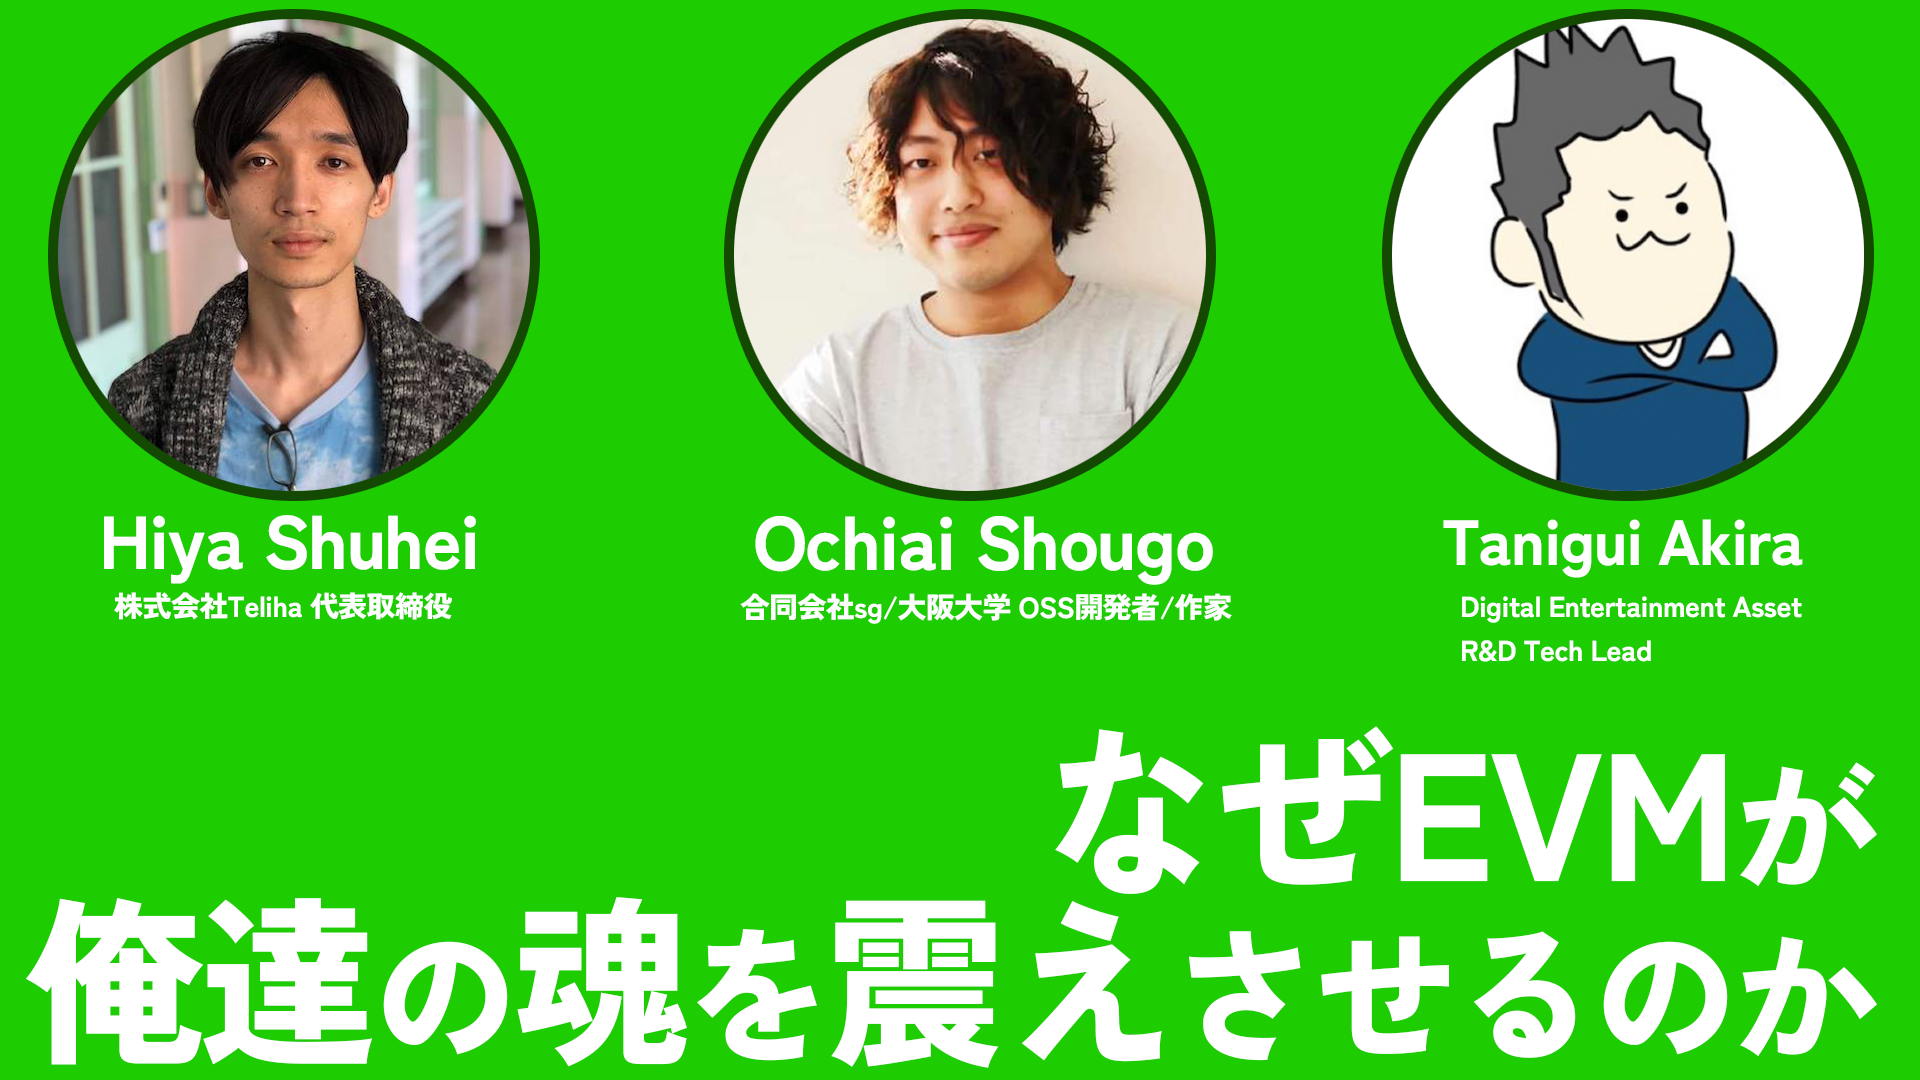 Hiya Shuhei
株式会社Teliha 代表取締役
Ochiai Shougo
合同会社sg/大阪大学 OSS開発者/作家
Tanigui Akira
Digital Entertainment Asset
R&D Tech Lead
なぜEVMが
俺達の魂を震えさせるのか